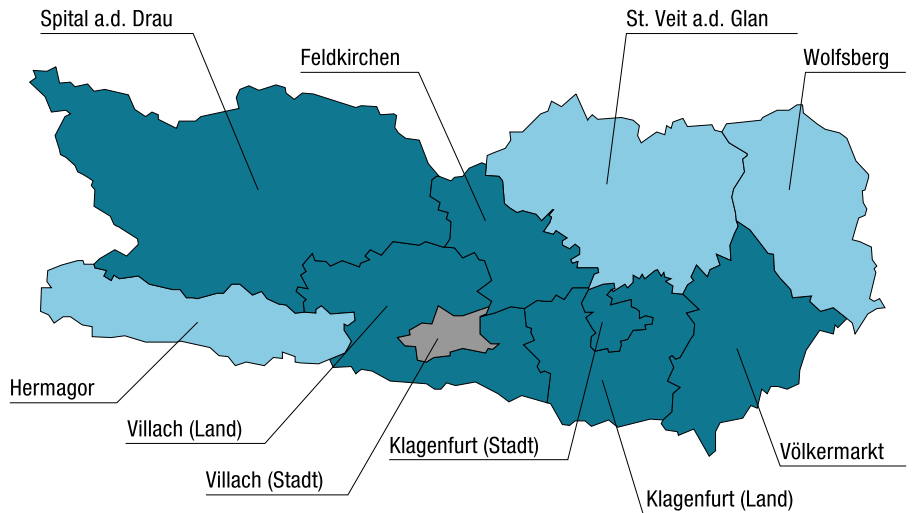 Spital a.d. Drau
St. Veit a.d. Glan
Feldkirchen
Wolfsberg
Hermagor
Villach (Land)
Klagenfurt (Stadt)
Völkermarkt
Villach (Stadt)
Klagenfurt (Land)